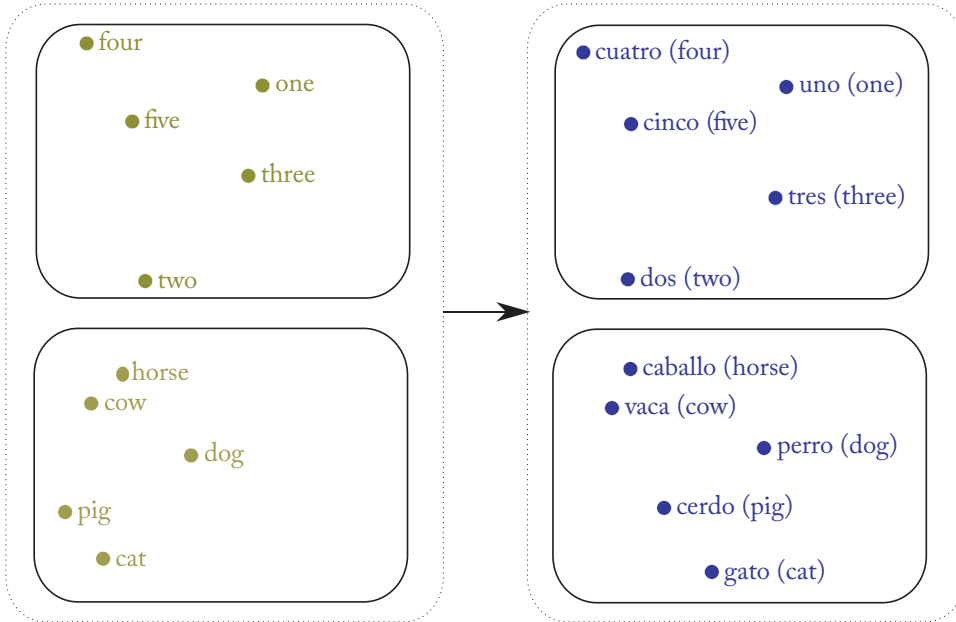 four
one
five
three
two
horse
cow
dog
pig
cat
cuatro (four)
uno (one)
cinco (five)
tres (three)
dos (two)
caballo (horse)
vaca (cow)
perro (dog)
cerdo (pig)
gato (cat)